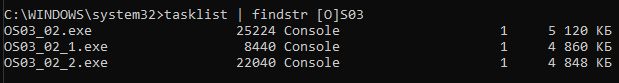 C:\WINDOWS\system32>tasklist | findstr [O]S03
OS03_02.exe 25224 Console 1 5 120 КБ
OS03_02_1.exe 8440 Console 1 4 860 КБ
OS03_02_2.exe 22040 Console 1 4 848 КБ